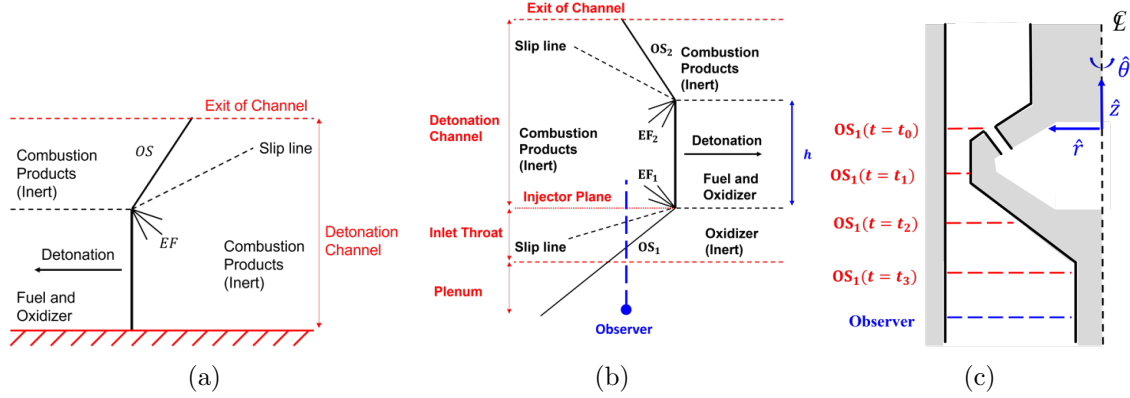 Exit of Channel
Combustion
Products
(Inert)
OS
Slip line
EF
Detonation
Combustion
Products
(Inert)
Detonation
Channel
Fuel and
Oxidizer
(a)
Exit of Channel
Slip line
OS₂
Combustion
Products
(Inert)
EF₂
Detonation
Channel
Combustion
Products
(Inert)
Detonation
h
EF₁
Fuel and
Oxidizer
Injector Plane
Inlet Throat
Oxidizer
(Inert)
Slip line
OS₁
Plenum
Observer
(b)
℄
θ̂
ẑ
r̂
OS₁(t = t₀)
OS₁(t = t₁)
OS₁(t = t₂)
OS₁(t = t₃)
Observer
(c)